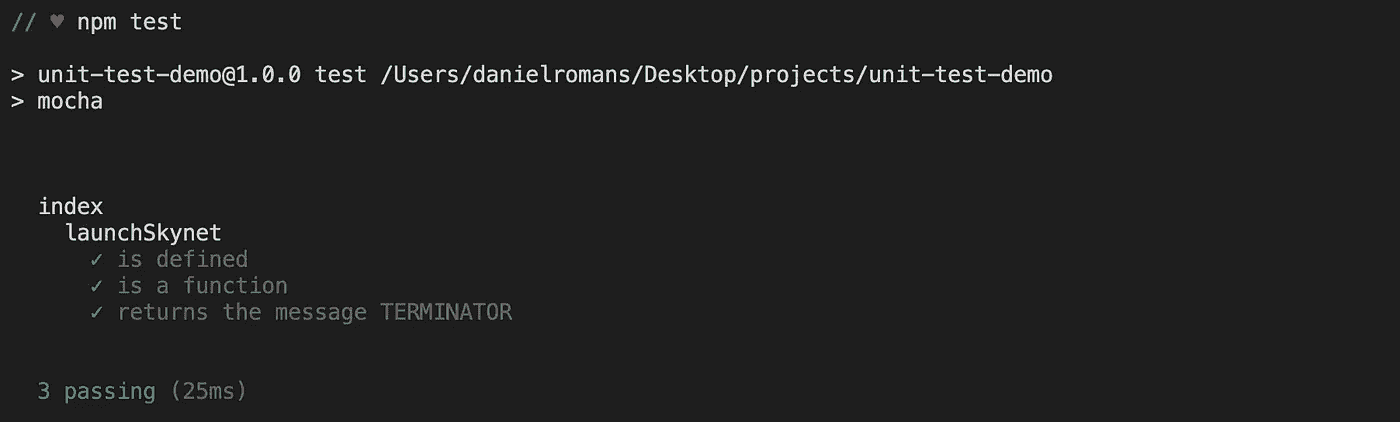 // ♥ npm test
> unit-test-demo@1.0.0 test /Users/danielromans/Desktop/projects/unit-test-demo
> mocha
index
launchSkynet
✓ is defined
✓ is a function
✓ returns the message TERMINATOR
3 passing (25ms)